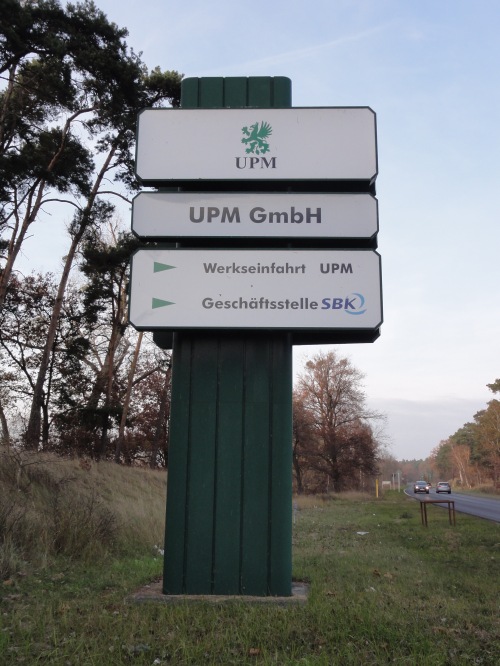 UPM
UPM GmbH
Werkseinfahrt UPM
Geschäftsstelle SBK